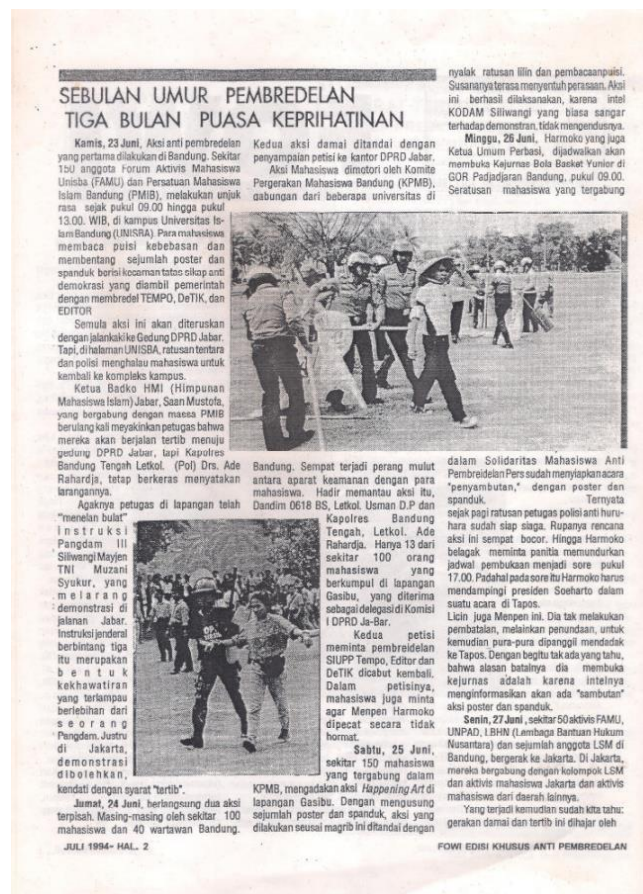 SEBULAN UMUR PEMBREDELAN
TIGA BULAN PUASA KEPRIHATINAN
Kamis, 23 Juni, Aksi anti pembredelan
yang pertama dilakukan di Bandung. Sekitar
150 anggota Forum Aktivis Mahasiswa
Unisba (FAMU) dan Persatuan Mahasiswa
Islam Bandung (PMIB), melakukan unjuk
rasa sejak pukul 09.00 hingga pukul
13.00. WIB, di kampus Universitas Is-
lam Bandung (UNISBA). Para mahasiswa
membaca puisi kebebasan dan
membentang sejumlah poster dan
spanduk berisi kecaman tatas sikap anti
demokrasi yang diambil pemerintah
dengan membredel TEMPO, DeTIK, dan
EDITOR
Semula aksi ini akan diteruskan
dengan jalankaki ke Gedung DPRD Jabar.
Tapi, di halaman UNISBA, ratusan tentara
dan polisi menghalau mahasiswa untuk
kembali ke kompleks kampus.
Ketua Badko HMI (Himpunan
Mahasiswa Islam) Jabar, Saan Mustofa,
yang bergabung dengan massa PMIB
berulang kali meyakinkan petugas bahwa
mereka akan berjalan tertib menuju
gedung DPRD Jabar, tapi Kapolres
Bandung Tengah Letkol. (Pol) Drs. Ade
Rahardja, tetap berkeras menyatakan
larangannya.
Agaknya petugas di lapangan telah
"menelan bulat"
Instruksi
Pangdam III
Siliwangi Mayjen
TNI Muzani
Syukur, yang
melarang
demonstrasi di
jalanan Jabar.
Instruksi jenderal
berbintang tiga
itu merupakan
bentuk
kekhawatiran
yang terlampau
berlebihan dari
seorang
Pangdam. Justru
di Jakarta,
demonstrasi
dibolehkan,
kendati dengan syarat "tertib".
Jumat, 24 Juni, berlangsung dua aksi
terpisah. Masing-masing oleh sekitar 100
mahasiswa dan 40 wartawan Bandung.
Kedua aksi damai ditandai dengan
penyampaian petisi ke kantor DPRD Jabar.
Aksi Mahasiswa dimotori oleh Komite
Pergerakan Mahasiswa Bandung (KPMB),
gabungan dari beberapa universitas di
Bandung. Sempat terjadi perang mulut
antara aparat keamanan dengan para
mahasiswa. Hadir memantau aksi itu,
Dandim 0618 BS, Letkol. Usman D.P dan
Kapolres Bandung
Tengah, Letkol. Ade
Rahardja. Hanya 13 dari
sekitar 100 orang
mahasiswa yang
berkumpul di lapangan
Gasibu, yang diterima
sebagai delegasi di Komisi
I DPRD Ja-Bar.
Kedua petisi
meminta pembreidelan
SIUPP Tempo, Editor dan
DeTIK dicabut kembali.
Dalam petisinya,
mahasiswa juga minta
agar Menpen Harmoko
dipecat secara tidak
hormat.
Sabtu, 25 Juni,
sekitar 150 mahasiswa
yang tergabung dalam
KPMB, mengadakan aksi Happening Art di
lapangan Gasibu. Dengan mengusung
sejumlah poster dan spanduk, aksi yang
dilakukan seusai magrib ini ditandai dengan
nyalak ratusan lilin dan pembacaanpuisi.
Susananya terasa menyentuh perasaan. Aksi
ini berhasil dilaksanakan, karena intel
KODAM Siliwangi yang biasa sangar
terhadap demonstran, tidak mengendusnya.
Minggu, 26 Juni, Harmoko yang juga
Ketua Umum Perbasi, dijadwalkan akan
membuka Kejurnas Bola Basket Yunior di
GOR Padjadjaran Bandung, pukul 09.00.
Seratusan mahasiswa yang tergabung
dalam Solidaritas Mahasiswa Anti
Pembreidelan Pers sudah menyiapkan acara
"penyambutan," dengan poster dan
spanduk. Ternyata
sejak pagi ratusan petugas polisi anti huru-
hara sudah siap siaga. Rupanya rencana
aksi ini sempat bocor. Hingga Harmoko
belagak meminta panitia memundurkan
jadwal pembukaan menjadi sore pukul
17.00. Padahal pada sore itu Harmoko harus
mendampingi presiden Soeharto dalam
suatu acara di Tapos.
Licin juga Menpen ini. Dia tak melakukan
pembatalan, melainkan penundaan, untuk
kemudian pura-pura dipanggil mendadak
ke Tapos. Dengan begitu tak ada yang tahu,
bahwa alasan batalnya dia membuka
kejurnas adalah karena intelnya
menginformasikan akan ada "sambutan"
aksi poster dan spanduk.
Senin, 27 Juni, sekitar 50 aktivis FAMU,
UNPAD, LBHN (Lembaga Bantuan Hukum
Nusantara) dan sejumlah anggota LSM di
Bandung, bergerak ke Jakarta. Di Jakarta,
mereka bergabung dengan kelompok LSM
dan aktivis mahasiswa Jakarta dan aktivis
mahasiswa dari daerah lainnya.
Yang terjadi kemudian sudah kita tahu:
gerakan damai dan tertib ini dihajar oleh
JULI 1994- HAL. 2
FOWI EDISI KHUSUS ANTI PEMBREDELAN